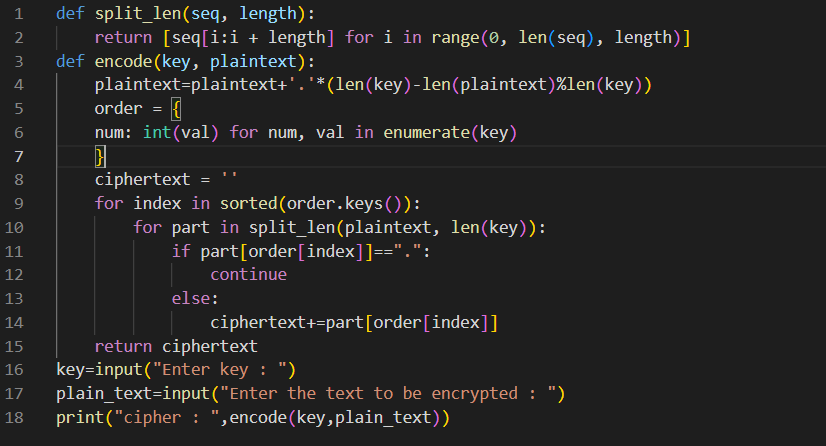 1 def split_len(seq, length):
2     return [seq[i:i + length] for i in range(0, len(seq), length)]
3 def encode(key, plaintext):
4     plaintext=plaintext+'.'*(len(key)-len(plaintext)%len(key))
5     order = {
6     num: int(val) for num, val in enumerate(key)
7     }
8     ciphertext = ''
9     for index in sorted(order.keys()):
10         for part in split_len(plaintext, len(key)):
11             if part[order[index]]==".":
12                 continue
13             else:
14                 ciphertext+=part[order[index]]
15     return ciphertext
16 key=input("Enter key : ")
17 plain_text=input("Enter the text to be encrypted : ")
18 print("cipher : ",encode(key,plain_text))